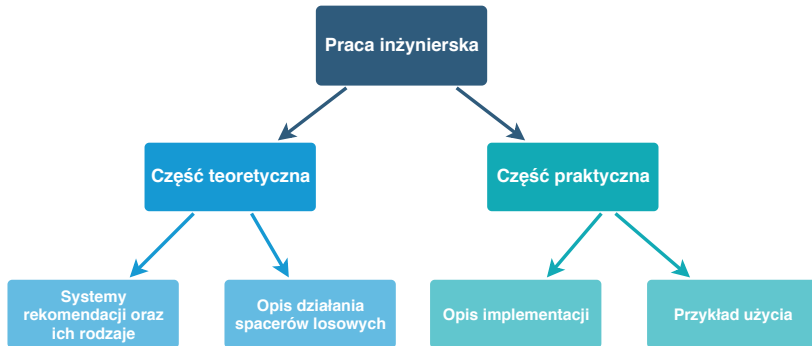 Praca inżynierska
Część teoretyczna
Część praktyczna
Systemy
rekomendacji oraz
ich rodzaje
Opis działania
spacerów losowych
Opis implementacji
Przykład użycia